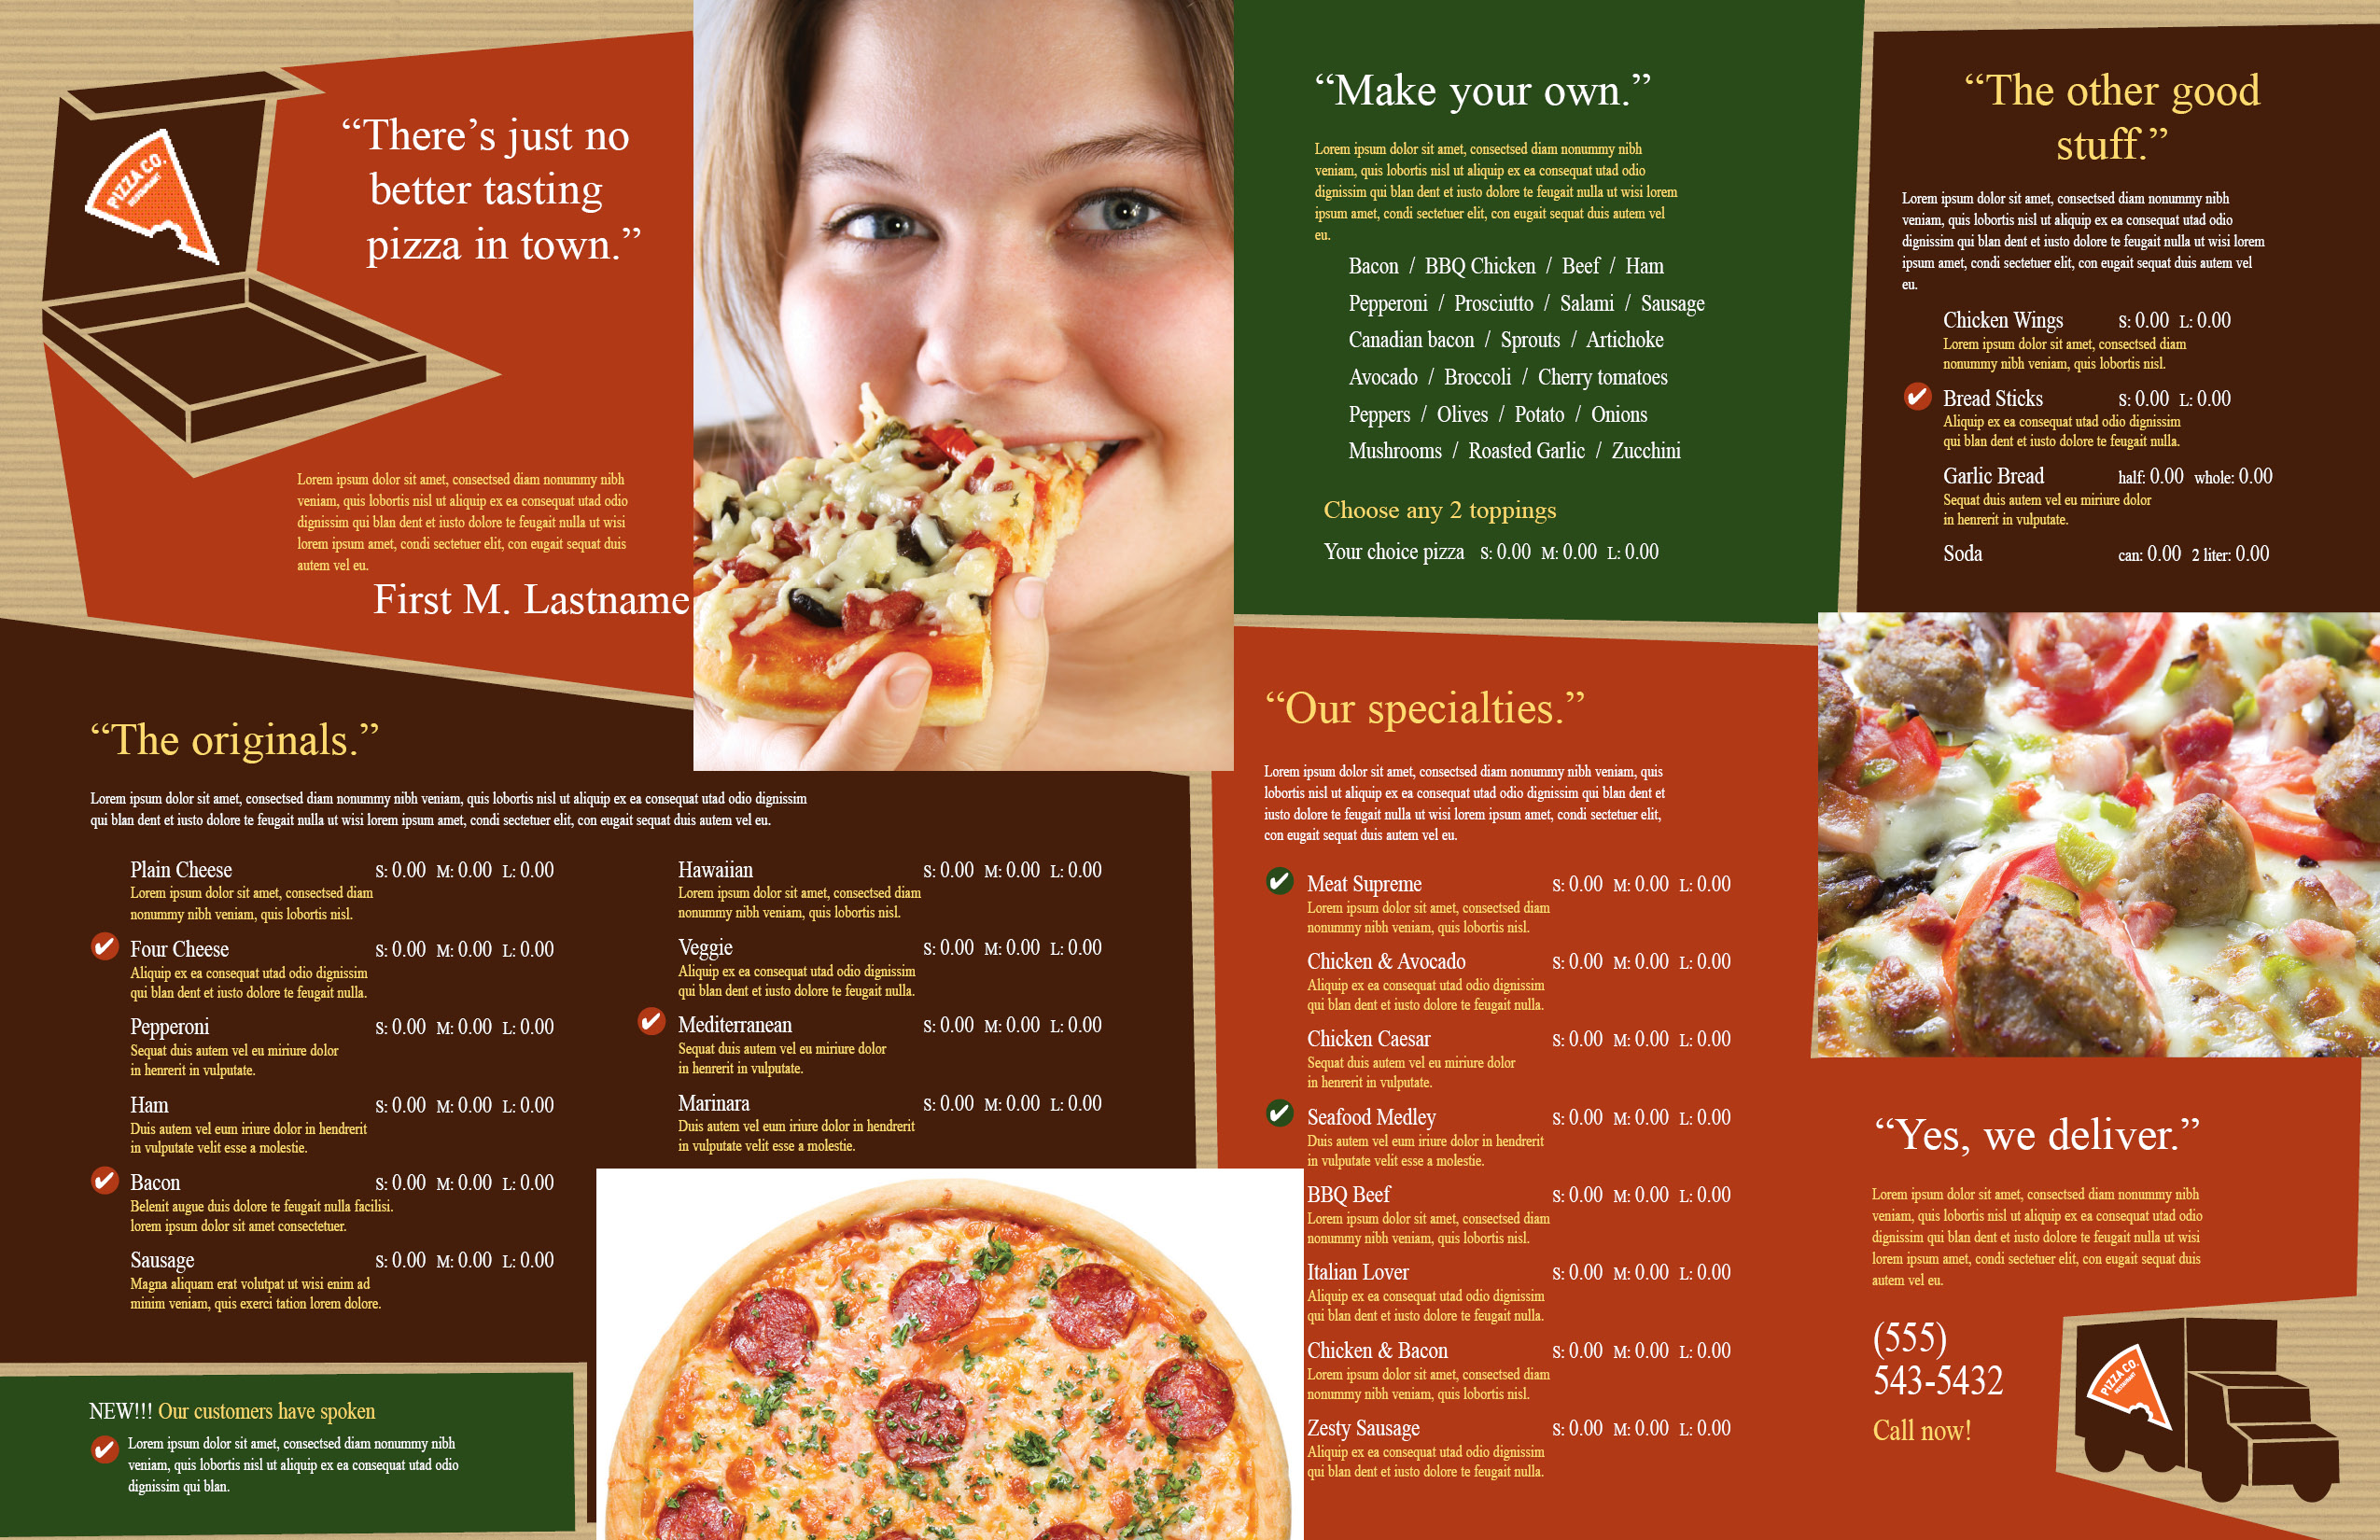 PIZZA CO.
RESTAURANT
“There’s just no
better tasting
pizza in town.”
Lorem ipsum dolor sit amet, consectsed diam nonummy nibh
veniam, quis lobortis nisl ut aliquip ex ea consequat utad odio
dignissim qui blan dent et iusto dolore te feugait nulla ut wisi
lorem ipsum amet, condi sectetuer elit, con eugait sequat duis
autem vel eu.
First M. Lastname
“The originals.”
Lorem ipsum dolor sit amet, consectsed diam nonummy nibh veniam, quis lobortis nisl ut aliquip ex ea consequat utad odio dignissim
qui blan dent et iusto dolore te feugait nulla ut wisi lorem ipsum amet, condi sectetuer elit, con eugait sequat duis autem vel eu.
Plain Cheese S: 0.00 M: 0.00 L: 0.00
Lorem ipsum dolor sit amet, consectsed diam
nonummy nibh veniam, quis lobortis nisl.
Four Cheese S: 0.00 M: 0.00 L: 0.00
Aliquip ex ea consequat utad odio dignissim
qui blan dent et iusto dolore te feugait nulla.
Pepperoni S: 0.00 M: 0.00 L: 0.00
Sequat duis autem vel eu miriure dolor
in henrerit in vulputate.
Ham S: 0.00 M: 0.00 L: 0.00
Duis autem vel eum iriure dolor in hendrerit
in vulputate velit esse a molestie.
Bacon S: 0.00 M: 0.00 L: 0.00
Belenit augue duis dolore te feugait nulla facilisi.
lorem ipsum dolor sit amet consectetuer.
Sausage S: 0.00 M: 0.00 L: 0.00
Magna aliquam erat volutpat ut wisi enim ad
minim veniam, quis exerci tation lorem dolore.
Hawaiian S: 0.00 M: 0.00 L: 0.00
Lorem ipsum dolor sit amet, consectsed diam
nonummy nibh veniam, quis lobortis nisl.
Veggie S: 0.00 M: 0.00 L: 0.00
Aliquip ex ea consequat utad odio dignissim
qui blan dent et iusto dolore te feugait nulla.
Mediterranean S: 0.00 M: 0.00 L: 0.00
Sequat duis autem vel eu miriure dolor
in henrerit in vulputate.
Marinara S: 0.00 M: 0.00 L: 0.00
Duis autem vel eum iriure dolor in hendrerit
in vulputate velit esse a molestie.
NEW!!! Our customers have spoken
Lorem ipsum dolor sit amet, consectsed diam nonummy nibh
veniam, quis lobortis nisl ut aliquip ex ea consequat utad odio
dignissim qui blan.
“Make your own.”
Lorem ipsum dolor sit amet, consectsed diam nonummy nibh
veniam, quis lobortis nisl ut aliquip ex ea consequat utad odio
dignissim qui blan dent et iusto dolore te feugait nulla ut wisi lorem
ipsum amet, condi sectetuer elit, con eugait sequat duis autem vel
eu.
Bacon / BBQ Chicken / Beef / Ham
Pepperoni / Prosciutto / Salami / Sausage
Canadian bacon / Sprouts / Artichoke
Avocado / Broccoli / Cherry tomatoes
Peppers / Olives / Potato / Onions
Mushrooms / Roasted Garlic / Zucchini
Choose any 2 toppings
Your choice pizza S: 0.00 M: 0.00 L: 0.00
“Our specialties.”
Lorem ipsum dolor sit amet, consectsed diam nonummy nibh veniam, quis
lobortis nisl ut aliquip ex ea consequat utad odio dignissim qui blan dent et
iusto dolore te feugait nulla ut wisi lorem ipsum amet, condi sectetuer elit,
con eugait sequat duis autem vel eu.
Meat Supreme S: 0.00 M: 0.00 L: 0.00
Lorem ipsum dolor sit amet, consectsed diam
nonummy nibh veniam, quis lobortis nisl.
Chicken & Avocado S: 0.00 M: 0.00 L: 0.00
Aliquip ex ea consequat utad odio dignissim
qui blan dent et iusto dolore te feugait nulla.
Chicken Caesar S: 0.00 M: 0.00 L: 0.00
Sequat duis autem vel eu miriure dolor
in henrerit in vulputate.
Seafood Medley S: 0.00 M: 0.00 L: 0.00
Duis autem vel eum iriure dolor in hendrerit
in vulputate velit esse a molestie.
BBQ Beef S: 0.00 M: 0.00 L: 0.00
Lorem ipsum dolor sit amet, consectsed diam
nonummy nibh veniam, quis lobortis nisl.
Italian Lover S: 0.00 M: 0.00 L: 0.00
Aliquip ex ea consequat utad odio dignissim
qui blan dent et iusto dolore te feugait nulla.
Chicken & Bacon S: 0.00 M: 0.00 L: 0.00
Lorem ipsum dolor sit amet, consectsed diam
nonummy nibh veniam, quis lobortis nisl.
Zesty Sausage S: 0.00 M: 0.00 L: 0.00
Aliquip ex ea consequat utad odio dignissim
qui blan dent et iusto dolore te feugait nulla.
“The other good
stuff.”
Lorem ipsum dolor sit amet, consectsed diam nonummy nibh
veniam, quis lobortis nisl ut aliquip ex ea consequat utad odio
dignissim qui blan dent et iusto dolore te feugait nulla ut wisi lorem
ipsum amet, condi sectetuer elit, con eugait sequat duis autem vel
eu.
Chicken Wings S: 0.00 L: 0.00
Lorem ipsum dolor sit amet, consectsed diam
nonummy nibh veniam, quis lobortis nisl.
Bread Sticks S: 0.00 L: 0.00
Aliquip ex ea consequat utad odio dignissim
qui blan dent et iusto dolore te feugait nulla.
Garlic Bread half: 0.00 whole: 0.00
Sequat duis autem vel eu miriure dolor
in henrerit in vulputate.
Soda can: 0.00 2 liter: 0.00
“Yes, we deliver.”
Lorem ipsum dolor sit amet, consectsed diam nonummy nibh
veniam, quis lobortis nisl ut aliquip ex ea consequat utad odio
dignissim qui blan dent et iusto dolore te feugait nulla ut wisi
lorem ipsum amet, condi sectetuer elit, con eugait sequat duis
autem vel eu.
(555)
543-5432
Call now!
PIZZA CO.
RESTAURANT